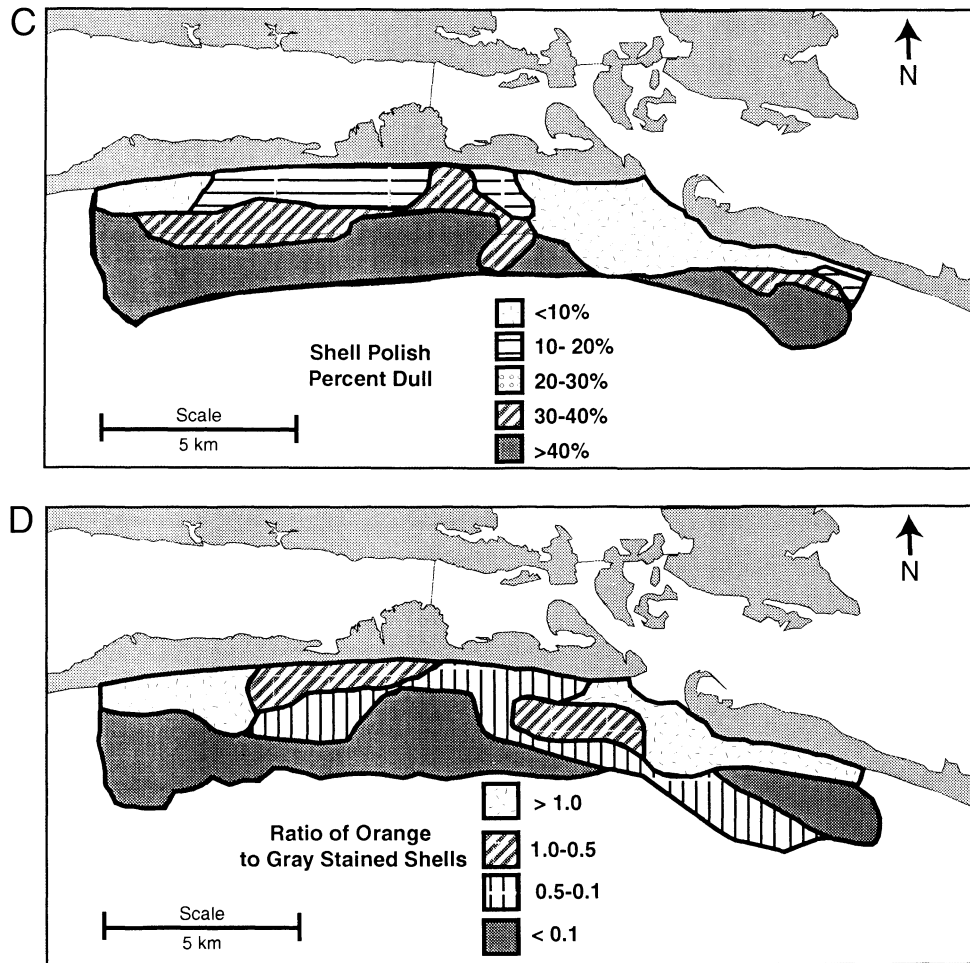 C
N
<10%
10- 20%
Shell Polish
Percent Dull
20-30%
30-40%
>40%
Scale
5 km
D
N
> 1.0
Ratio of Orange
to Gray Stained Shells
1.0-0.5
0.5-0.1
< 0.1
Scale
5 km